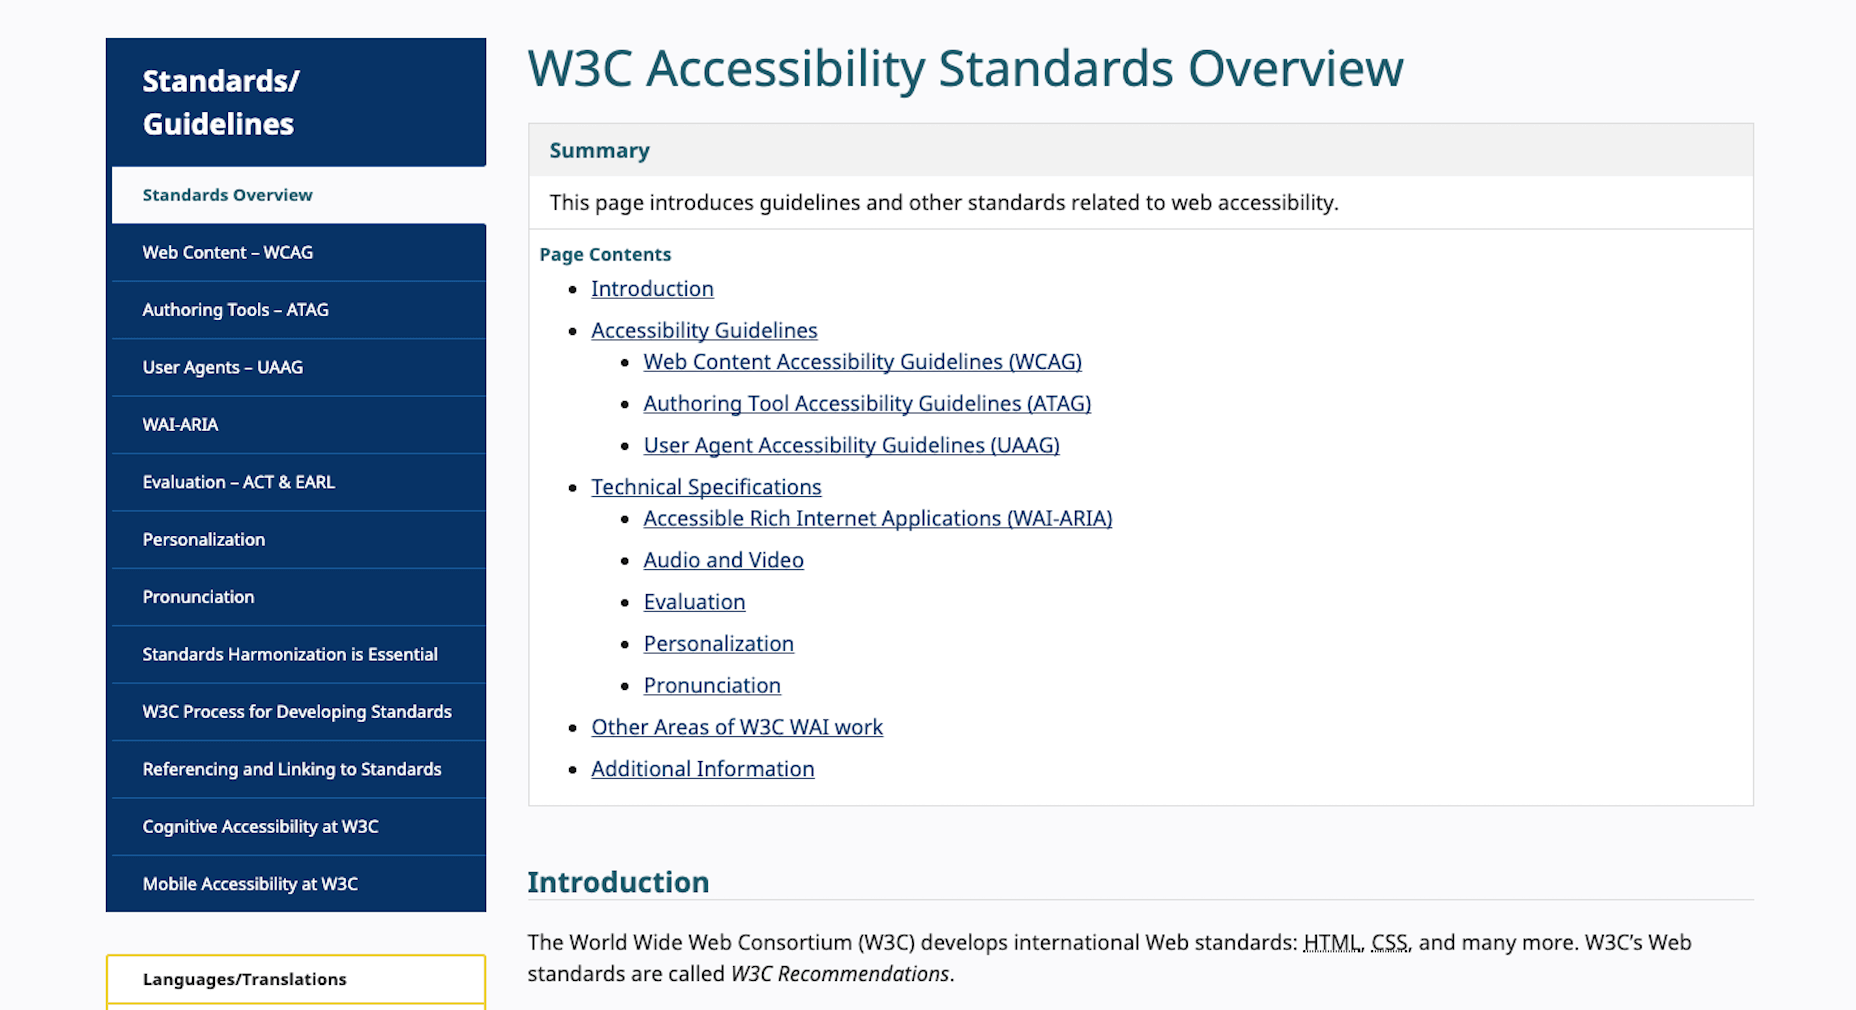 Standards/
Guidelines
Standards Overview
Web Content – WCAG
Authoring Tools – ATAG
User Agents – UAAG
WAI-ARIA
Evaluation – ACT & EARL
Personalization
Pronunciation
Standards Harmonization is Essential
W3C Process for Developing Standards
Referencing and Linking to Standards
Cognitive Accessibility at W3C
Mobile Accessibility at W3C
Languages/Translations
W3C Accessibility Standards Overview
Summary
This page introduces guidelines and other standards related to web accessibility.
Page Contents
Introduction
Accessibility Guidelines
Web Content Accessibility Guidelines (WCAG)
Authoring Tool Accessibility Guidelines (ATAG)
User Agent Accessibility Guidelines (UAAG)
Technical Specifications
Accessible Rich Internet Applications (WAI-ARIA)
Audio and Video
Evaluation
Personalization
Pronunciation
Other Areas of W3C WAI work
Additional Information
Introduction
The World Wide Web Consortium (W3C) develops international Web standards: HTML, CSS, and many more. W3C’s Web
standards are called W3C Recommendations.